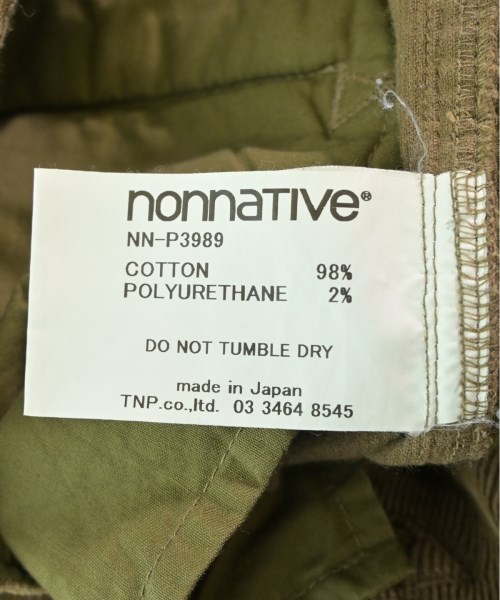 nonnative®
NN-P3989
COTTON 98%
POLYURETHANE 2%
DO NOT TUMBLE DRY
made in Japan
TNP.co.,ltd. 03 3464 8545